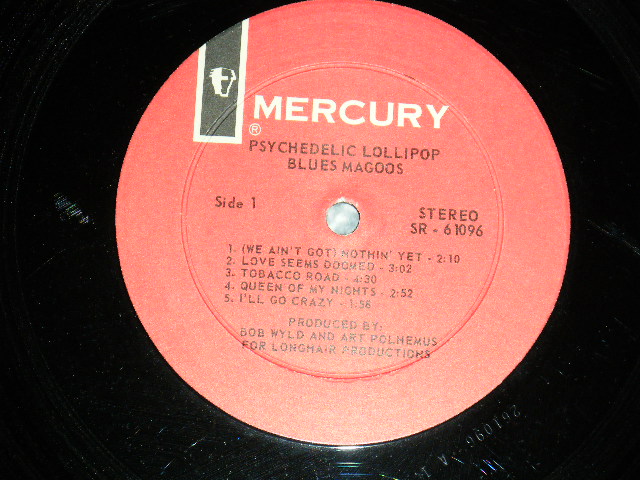 MERCURY
®
PSYCHEDELIC LOLLIPOP
BLUES MAGOOS
Side 1
STEREO
SR - 61096
1. (WE AIN'T GOT) NOTHIN' YET - 2:10
2. LOVE SEEMS DOOMED - 3:02
3. TOBACCO ROAD - 4:30
4. QUEEN OF MY NIGHTS - 2:52
5. I'LL GO CRAZY - 1:58
PRODUCED BY:
BOB WYLD AND ART POLHEMUS
FOR LONGHAIR PRODUCTIONS